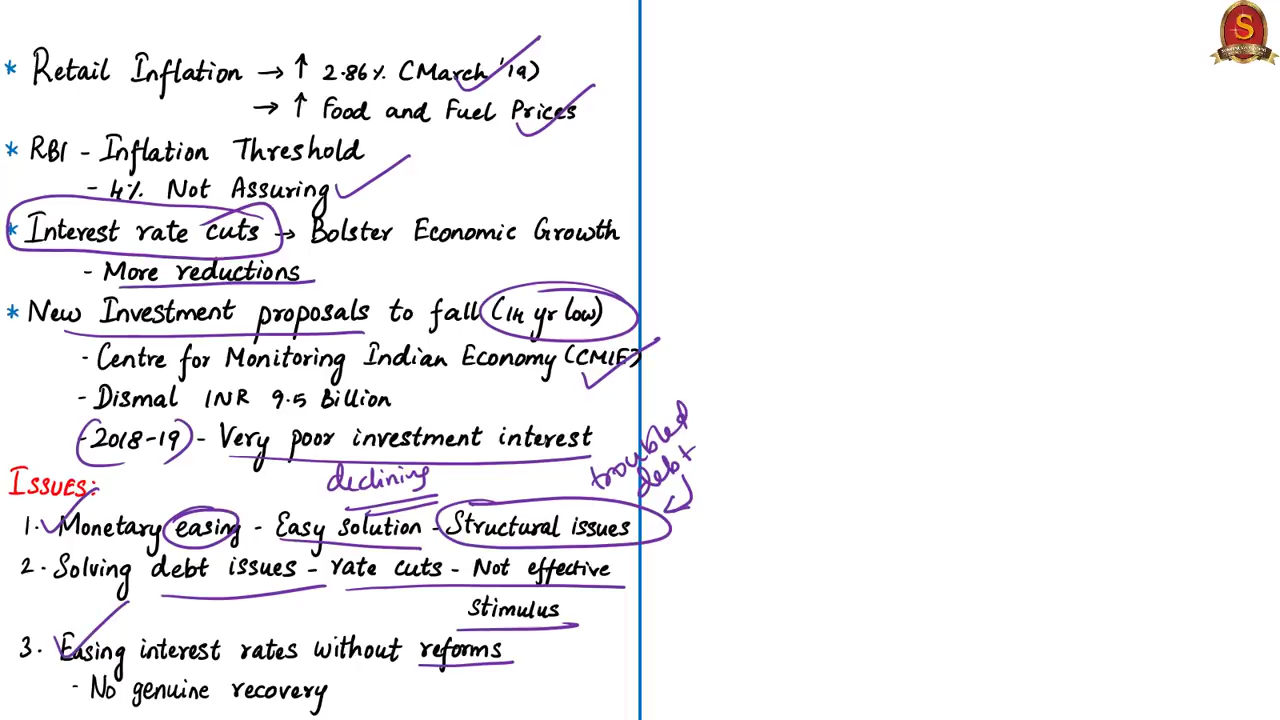 * Retail Inflation → ↑ 2.86% (March '19)
→ ↑ Food and Fuel Prices
* RBI - Inflation Threshold
- 4% Not Assuring
* Interest rate cuts → Bolster Economic Growth
- More reductions
* New Investment proposals to fall (14 yr low)
- Centre for Monitoring Indian Economy (CMIE)
- Dismal INR 9.5 Billion
- 2018-19 - Very poor investment interest
troubled
debt
ISSUES:
declining
1. Monetary easing - Easy solution - Structural issues
2. Solving debt issues - rate cuts - Not effective
stimulus
3. Easing interest rates without reforms
- No genuine recovery
S